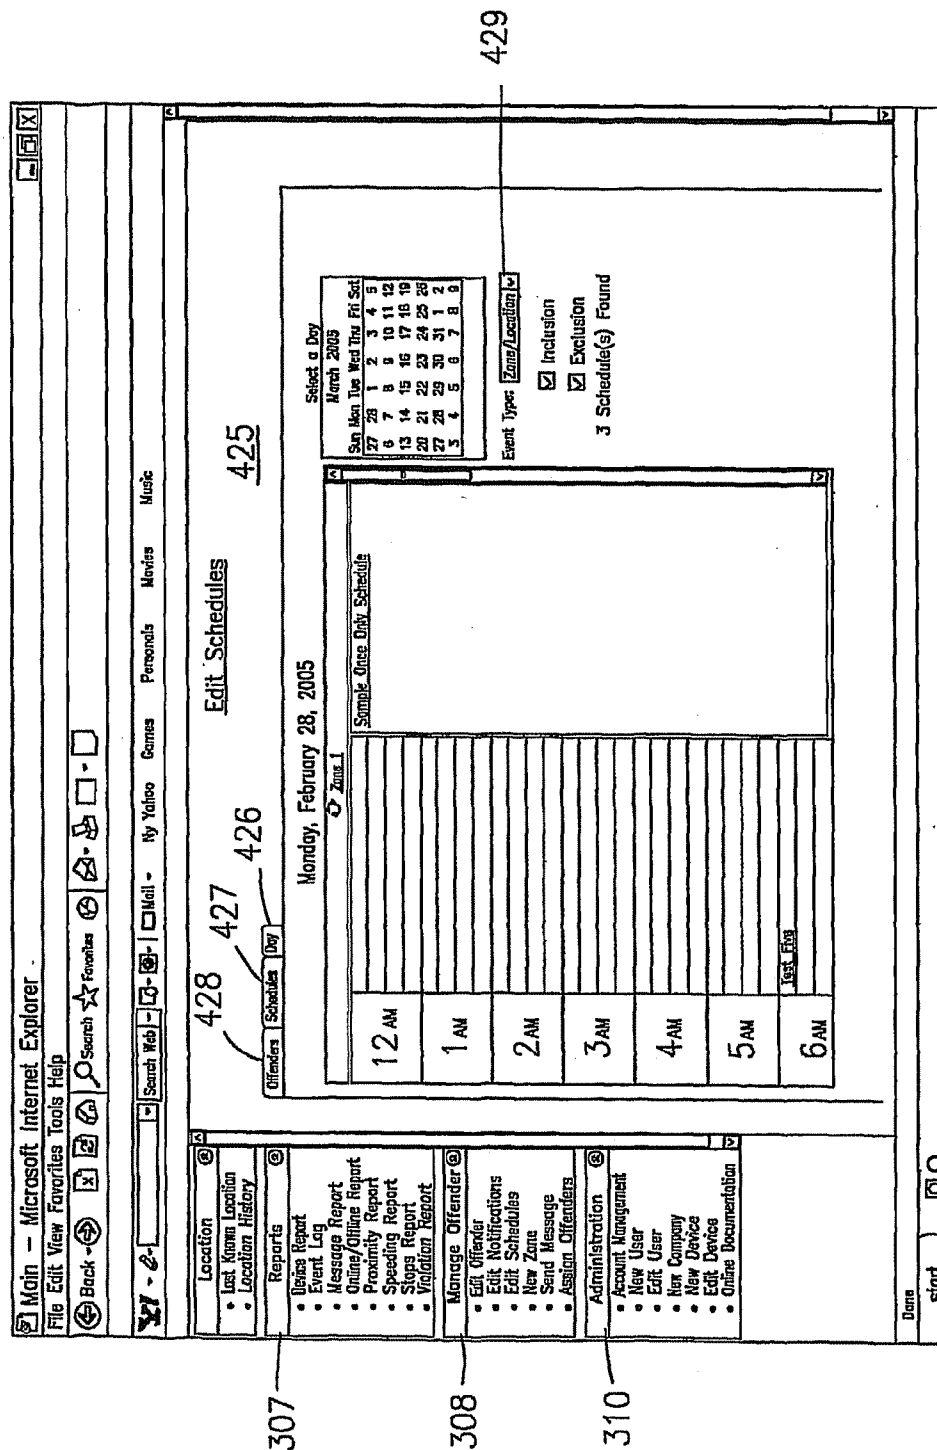 Main – Microsoft Internet Explorer
File Edit View Favorites Tools Help
Back Search Favorites
Y! Search Web Mail My Yahoo Games Personals Movies Music
Location
• Last Known Location
• Location History
307
Reports
• Device Report
• Event Log
• Message Report
• Online/Offline Report
• Proximity Report
• Speeding Report
• Stops Report
• Violation Report
308
Manage Offender
• Edit Offender
• Edit Notifications
• Edit Schedules
• New Zone
• Send Message
• Assign Offenders
310
Administration
• Account Management
• New User
• Edit User
• New Company
• New Device
• Edit Device
• Online Documentation
Edit Schedules
425
428 427 426
Offenders Schedules Day
Monday, February 28, 2005
Zone 1
Sample Once Only Schedule
12 AM
1 AM
2 AM
3 AM
4 AM
5 AM
6 AM
Test Five
Select a Day
March 2005
Sun Mon Tue Wed Thu Fri Sat
27 28 1 2 3 4 5
6 7 8 9 10 11 12
13 14 15 16 17 18 19
20 21 22 23 24 25 26
27 28 29 30 31 1 2
3 4 5 6 7 8 9
Event Type: Zone/Location
429
Inclusion
Exclusion
3 Schedule(s) Found
Done
start